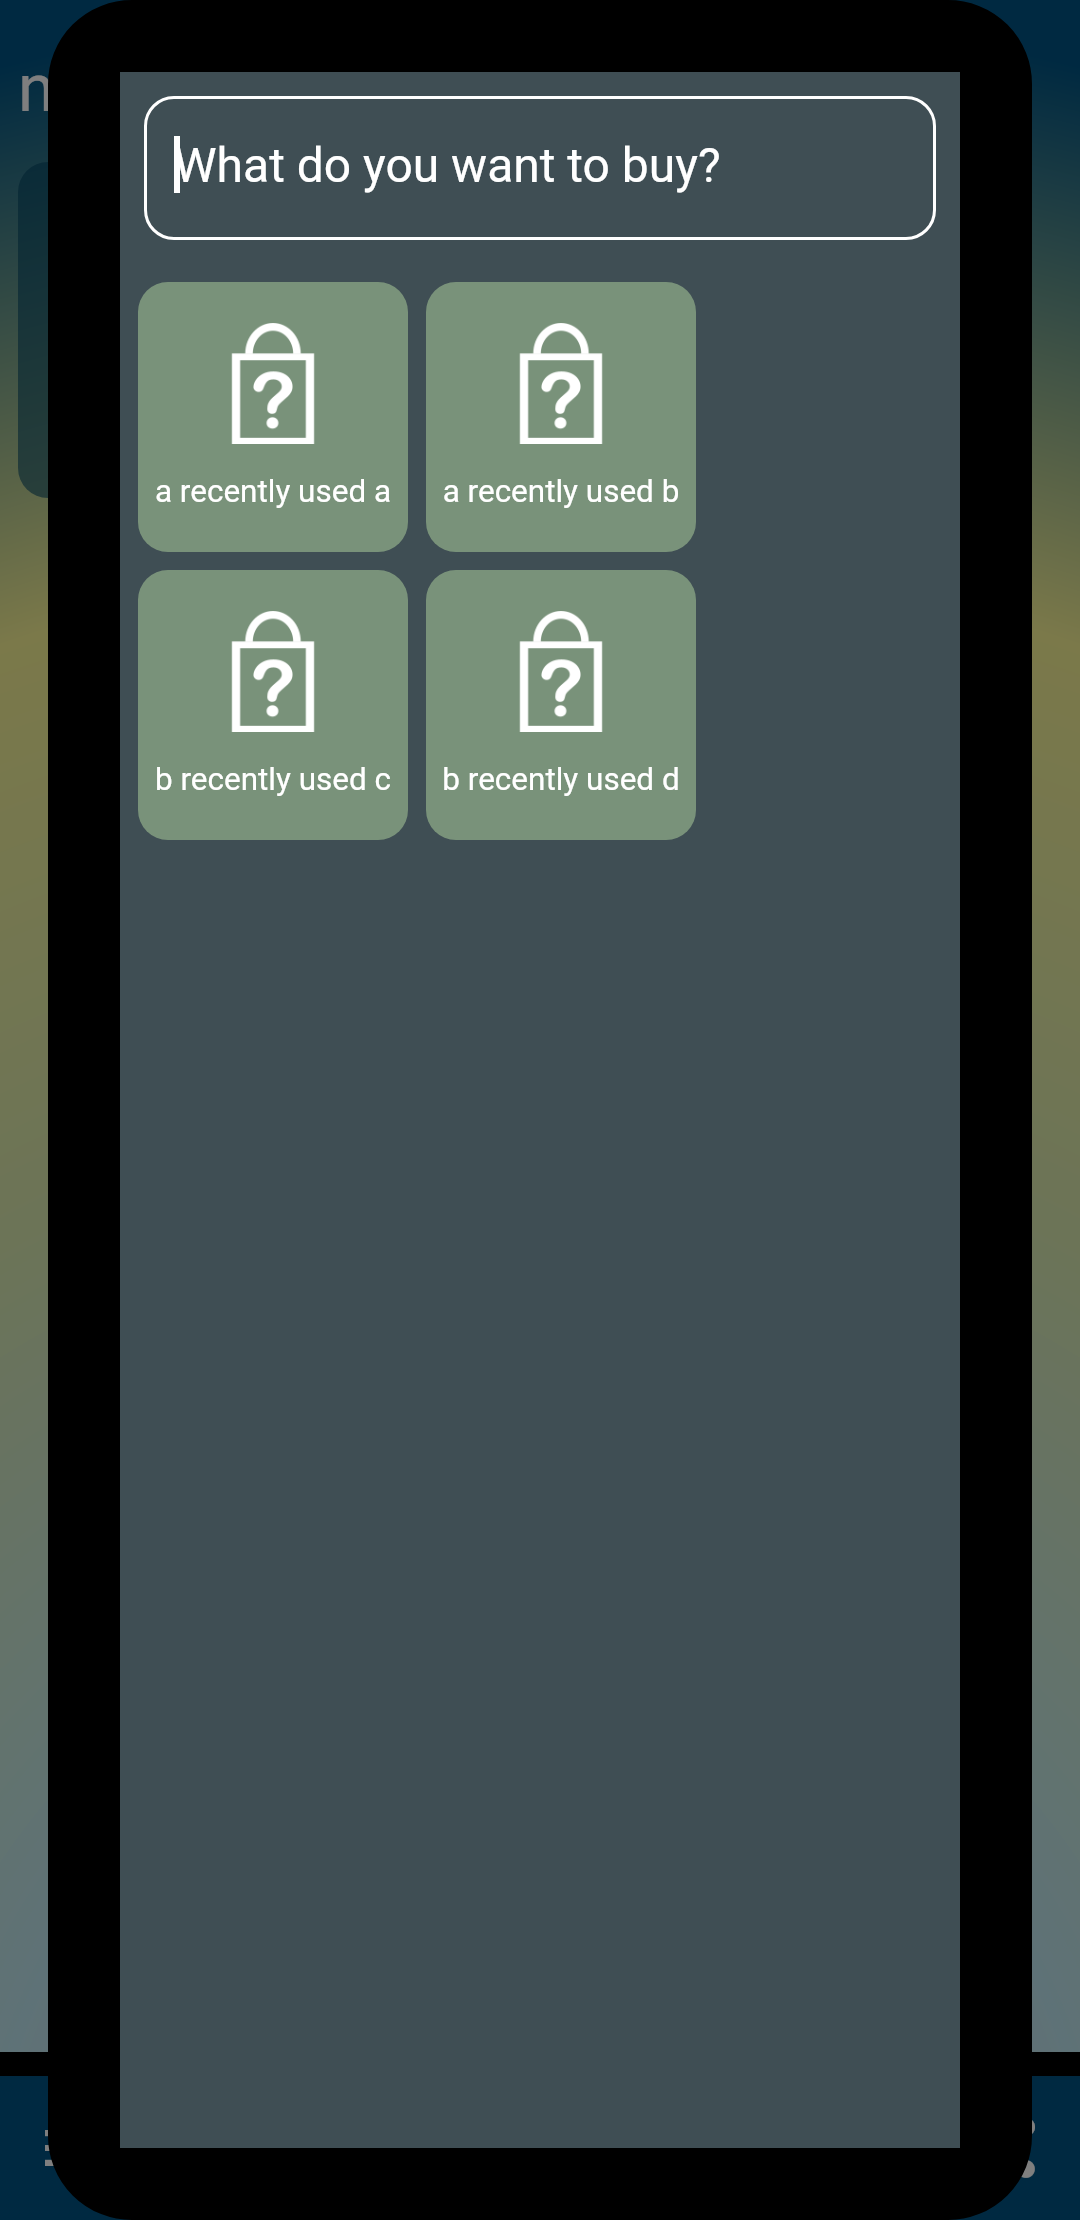 n
What do you want to buy?
a recently used a
a recently used b
b recently used c
b recently used d